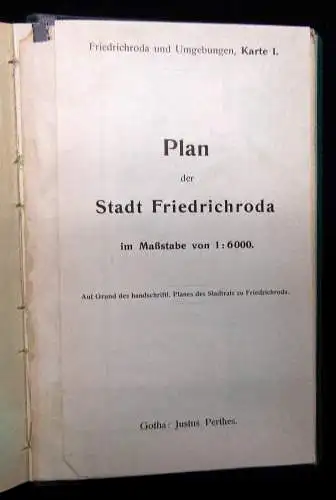 Friedrichroda und Umgebungen, Karte I.
Plan
der
Stadt Friedrichroda
im Maßstabe von 1:6000.
Auf Grund des handschriftl. Planes des Stadtrats zu Friedrichroda.
Gotha: Justus Perthes.